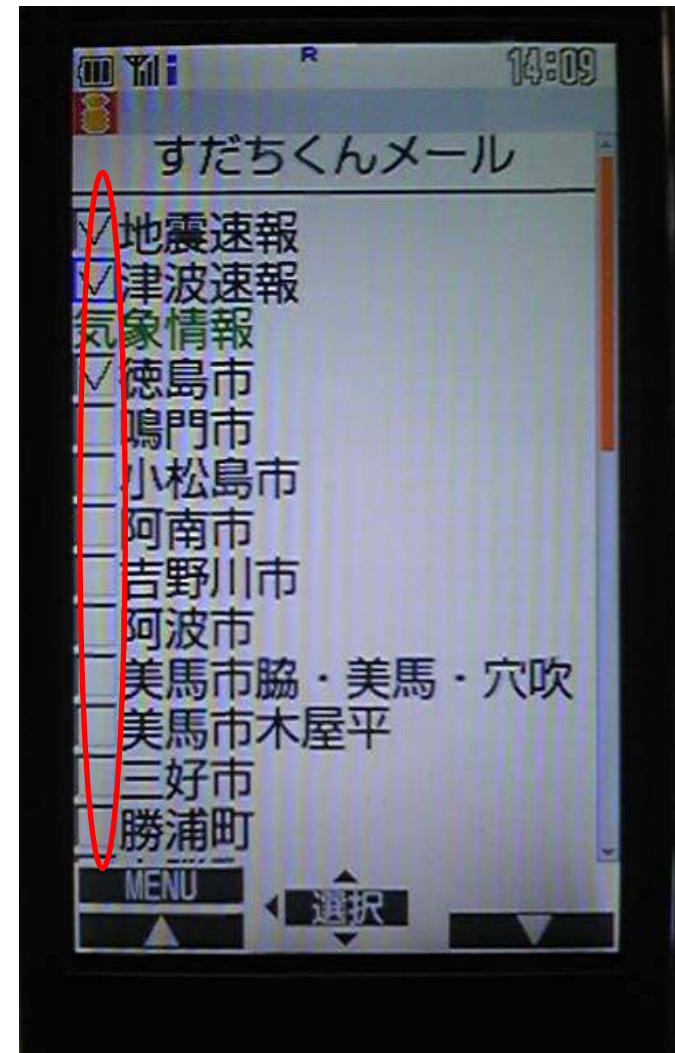 R 14:09
すだちくんメール
地震速報
津波速報
気象情報
徳島市
鳴門市
小松島市
阿南市
吉野川市
阿波市
美馬市脇・美馬・穴吹
美馬市木屋平
三好市
勝浦町
MENU
選択